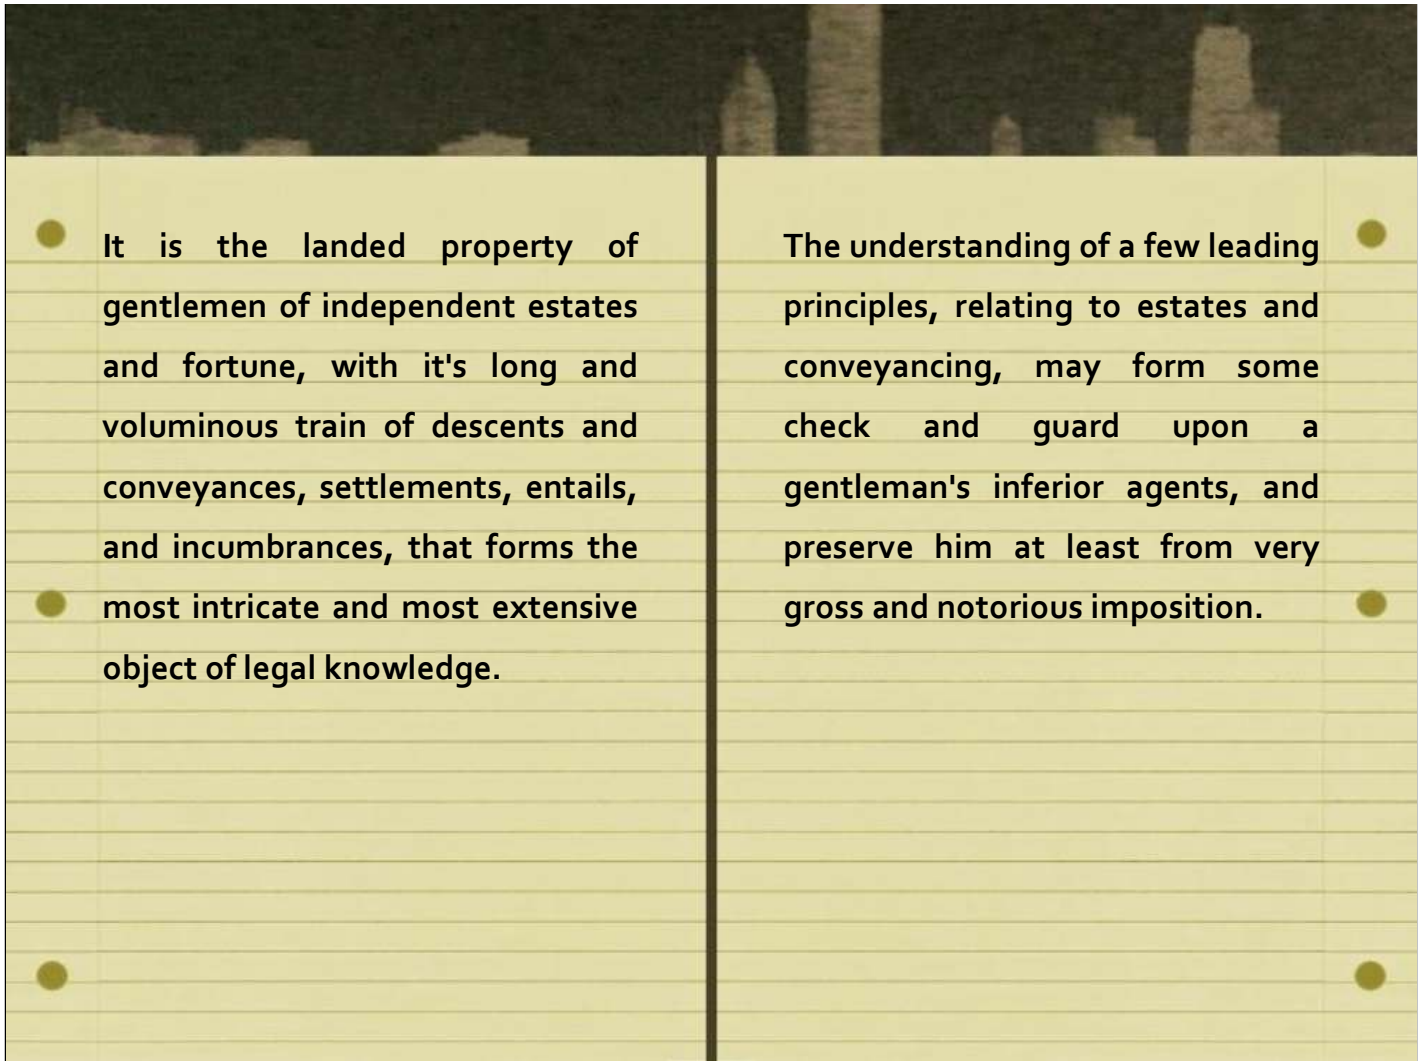 It is the landed property of
gentlemen of independent estates
and fortune, with it's long and
voluminous train of descents and
conveyances, settlements, entails,
and incumbrances, that forms the
most intricate and most extensive
object of legal knowledge.
The understanding of a few leading
principles, relating to estates and
conveyancing, may form some
check and guard upon a
gentleman's inferior agents, and
preserve him at least from very
gross and notorious imposition.